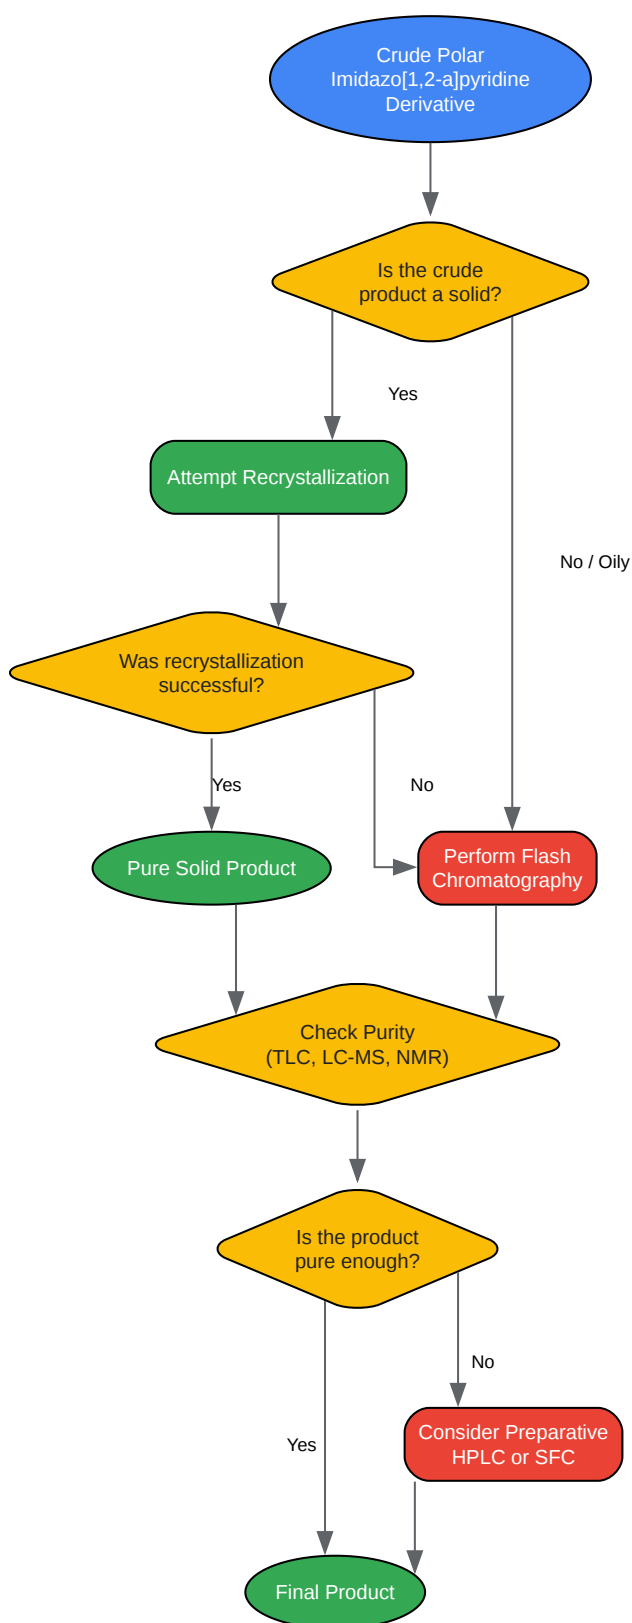 Crude Polar
Imidazo[1,2-a]pyridine
Derivative
Is the crude
product a solid?
Yes
Attempt Recrystallization
No / Oily
Was recrystallization
successful?
Yes
No
Pure Solid Product
Perform Flash
Chromatography
Check Purity
(TLC, LC-MS, NMR)
Is the product
pure enough?
No
Consider Preparative
HPLC or SFC
Yes
Final Product